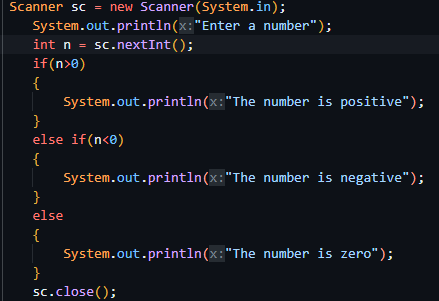 Scanner sc = new Scanner(System.in);
System.out.println(x:"Enter a number");
int n = sc.nextInt();
if(n>0)
{
System.out.println(x:"The number is positive");
}
else if(n<0)
{
System.out.println(x:"The number is negative");
}
else
{
System.out.println(x:"The number is zero");
}
sc.close();